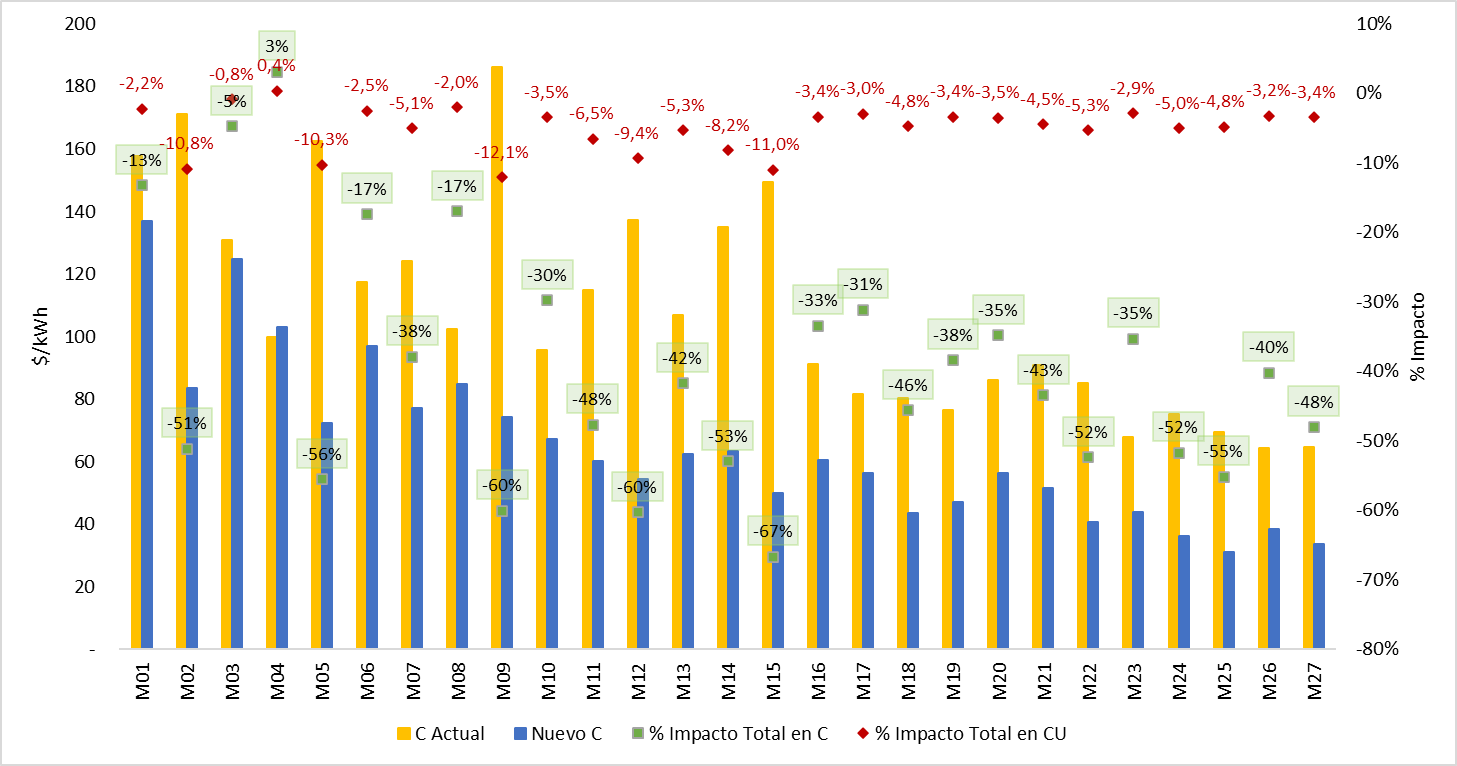 200
180
160
140
120
100
80
60
40
20
-
$/kWh
10%
0%
-10%
-20%
-30%
-40%
-50%
-60%
-70%
-80%
% Impacto
-2,2%
-10,8%
-0,8%
0,4%
-10,3%
-2,5%
-5,1%
-2,0%
-12,1%
-3,5%
-6,5%
-9,4%
-5,3%
-8,2%
-11,0%
-3,4%
-3,0%
-4,8%
-3,4%
-3,5%
-4,5%
-5,3%
-2,9%
-5,0%
-4,8%
-3,2%
-3,4%
-13%
-51%
-5%
3%
-56%
-17%
-38%
-17%
-60%
-30%
-48%
-60%
-42%
-53%
-67%
-33%
-31%
-46%
-38%
-35%
-43%
-52%
-35%
-52%
-55%
-40%
-48%
M01
M02
M03
M04
M05
M06
M07
M08
M09
M10
M11
M12
M13
M14
M15
M16
M17
M18
M19
M20
M21
M22
M23
M24
M25
M26
M27
C Actual
Nuevo C
% Impacto Total en C
% Impacto Total en CU